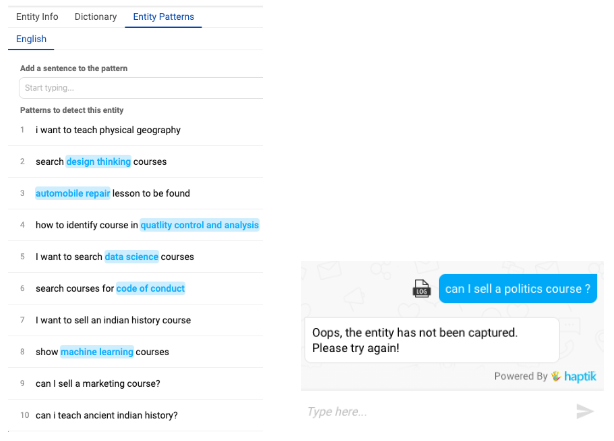 Entity Info Dictionary Entity Patterns
English
Add a sentence to the pattern
Start typing...
Patterns to detect this entity
1 i want to teach physical geography
2 search design thinking courses
3 automobile repair lesson to be found
4 how to identify course in quatlity control and analysis
5 I want to search data science courses
6 search courses for code of conduct
7 I want to sell an indian history course
8 show machine learning courses
9 can I sell a marketing course?
10 can i teach ancient indian history?
LOG
can I sell a politics course ?
Oops, the entity has not been captured.
Please try again!
Powered By haptik
Type here...